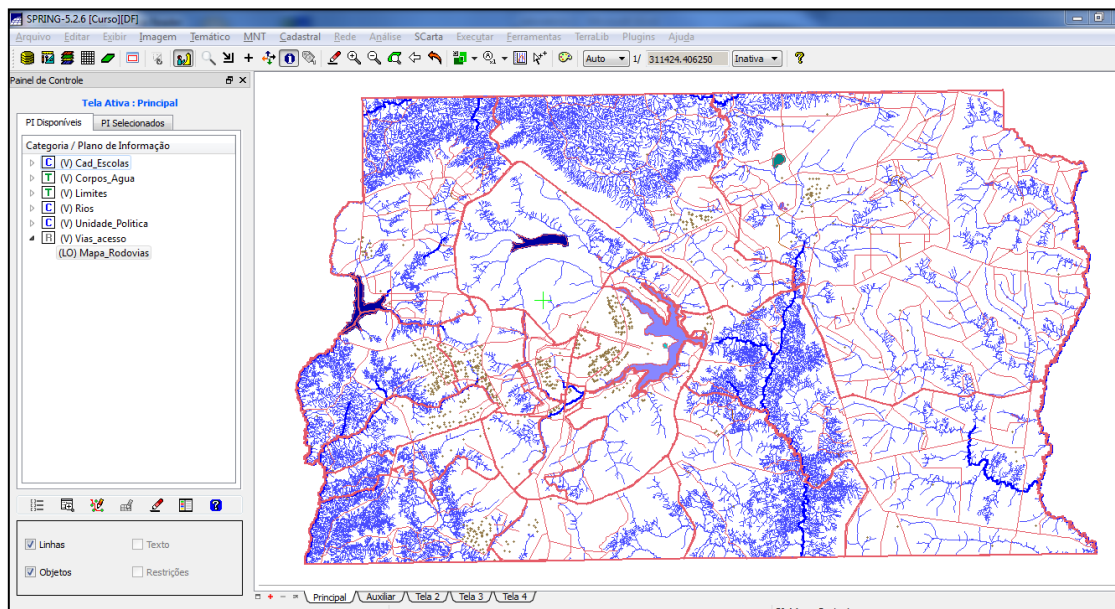 SPRING-5.2.6 [Curso][DF]
Arquivo Editar Exibir Imagem Temático MNT Cadastral Rede Análise SCarta Executar Ferramentas TerraLib Plugins Ajuda
Auto 1/ 311424.406250 Inativa
Painel de Controle
Tela Ativa : Principal
PI Disponíveis PI Selecionados
Categoria / Plano de Informação
C (V) Cad_Escolas
T (V) Corpos_Agua
T (V) Limites
C (V) Rios
C (V) Unidade_Politica
R (V) Vias_acesso
(LO) Mapa_Rodovias
Linhas Texto
Objetos Restrições
Principal Auxiliar Tela 2 Tela 3 Tela 4